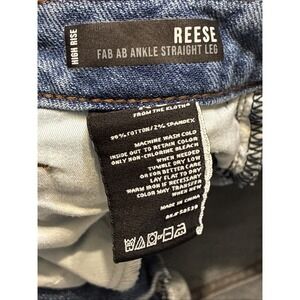 HIGH RISE
REESE
FAB AB ANKLE STRAIGHT LEG
FROM THE CLOTHS
99% COTTON/2% SPANDEX
MACHINE WASH COLD
INSIDE OUT TO RETAIN COLOR
ONLY NON-CHLORINE BLEACH
WHEN NEEDED
TUMBLE DRY LOW
OR FOR BETTER CARE
LAY FLAT TO DRY
WARM IRON IF NECESSARY
COLOR MAY TRANSFER
WHEN NEW
MADE IN CHINA